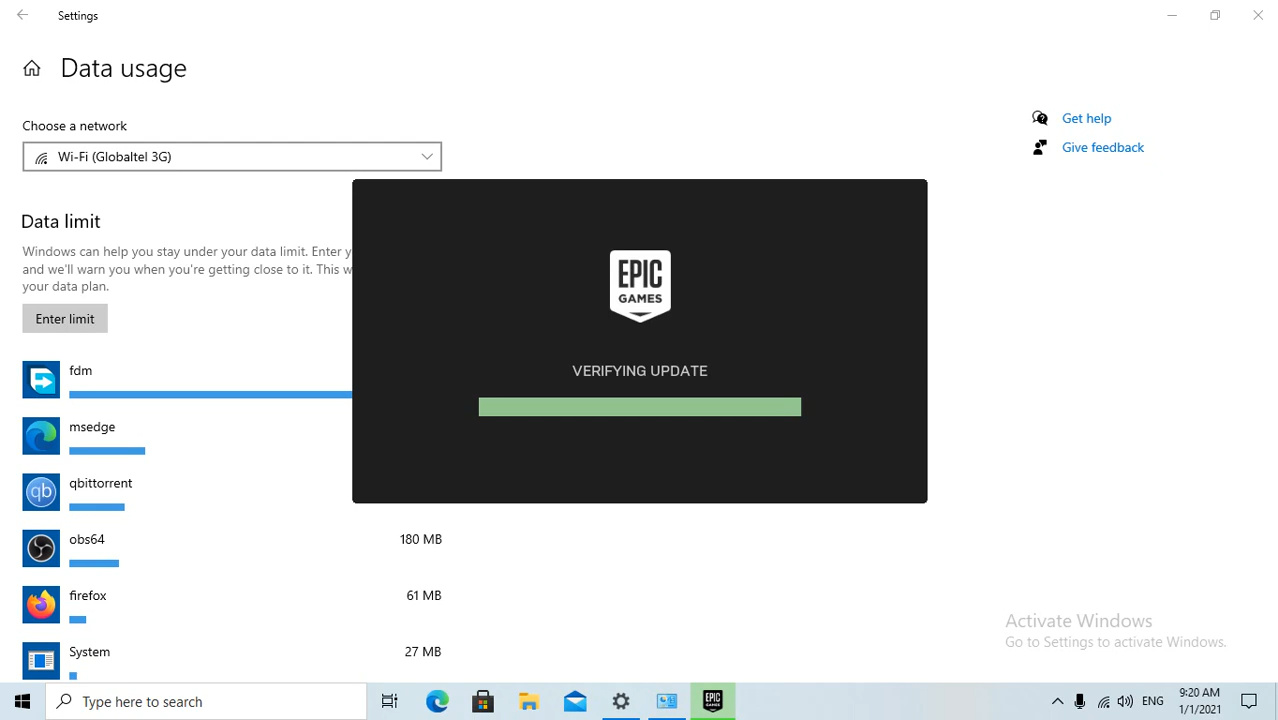 Settings
Data usage
Choose a network
Wi-Fi (Globaltel 3G)
Get help
Give feedback
Data limit
Windows can help you stay under your data limit. Enter
and we'll warn you when you're getting close to it. This
your data plan.
Enter limit
EPIC
GAMES
VERIFYING UPDATE
fdm
msedge
qbittorrent
qb
obs64
180 MB
firefox
61 MB
System
27 MB
Activate Windows
Go to Settings to activate Windows.
Type here to search
EPIC
GAMES
ENG
9:20 AM
1/1/2021